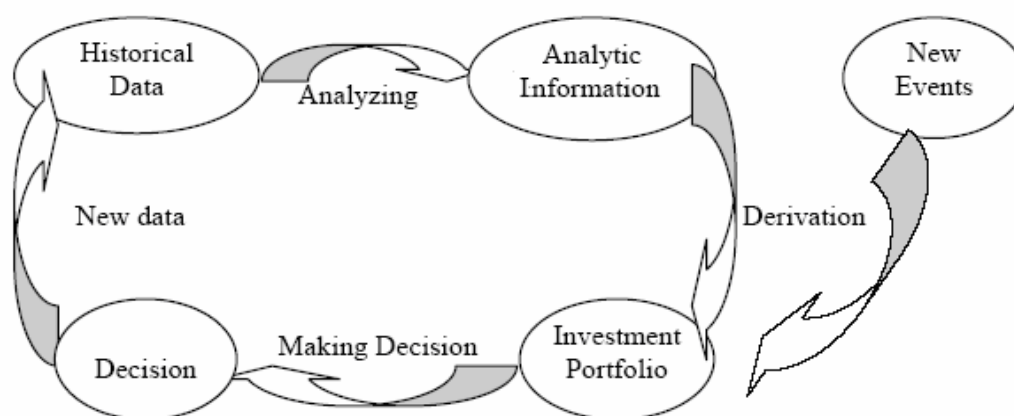 Historical
Data
Analyzing
Analytic
Information
New
Events
New data
Derivation
Decision
Making Decision
Investment
Portfolio